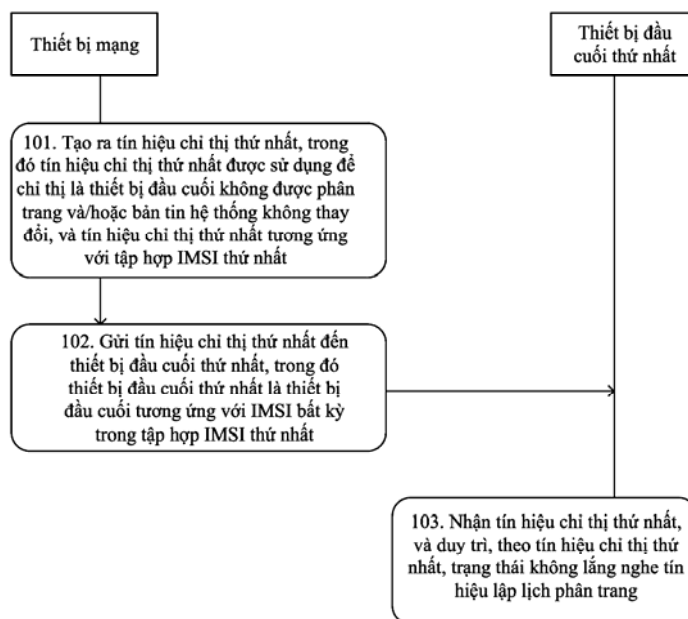 Thiết bị mạng
Thiết bị đầu
cuối thứ nhất
101. Tạo ra tín hiệu chỉ thị thứ nhất, trong
đó tín hiệu chỉ thị thứ nhất được sử dụng để
chỉ thị là thiết bị đầu cuối không được phân
trang và/hoặc bản tin hệ thống không thay
đổi, và tín hiệu chỉ thị thứ nhất tương ứng
với tập hợp IMSI thứ nhất
102. Gửi tín hiệu chỉ thị thứ nhất đến
thiết bị đầu cuối thứ nhất, trong đó
thiết bị đầu cuối thứ nhất là thiết bị
đầu cuối tương ứng với IMSI bất kỳ
trong tập hợp IMSI thứ nhất
103. Nhận tín hiệu chỉ thị thứ nhất,
và duy trì, theo tín hiệu chỉ thị thứ
nhất, trạng thái không lắng nghe tín
hiệu lập lịch phân trang